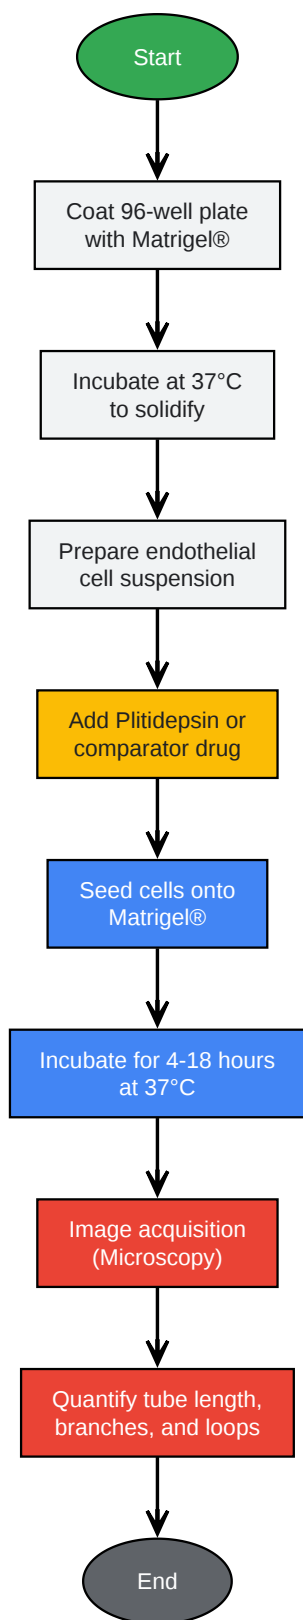 Start
Coat 96-well plate
with Matrigel®
Incubate at 37°C
to solidify
Prepare endothelial
cell suspension
Add Plitidepsin or
comparator drug
Seed cells onto
Matrigel®
Incubate for 4-18 hours
at 37°C
Image acquisition
(Microscopy)
Quantify tube length,
branches, and loops
End